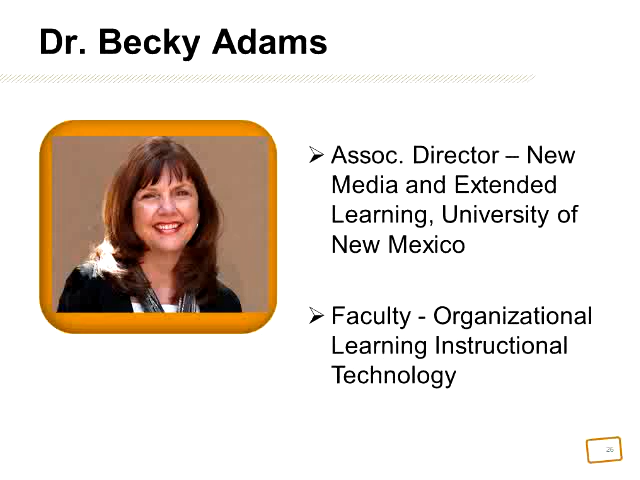 Dr. Becky Adams
➢ Assoc. Director – New
Media and Extended
Learning, University of
New Mexico
➢ Faculty - Organizational
Learning Instructional
Technology
26